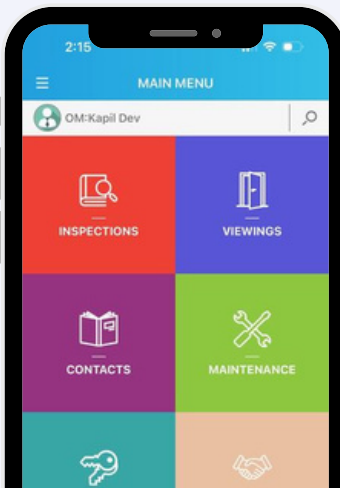 2:15
MAIN MENU
OM:Kapil Dev
INSPECTIONS
VIEWINGS
CONTACTS
MAINTENANCE